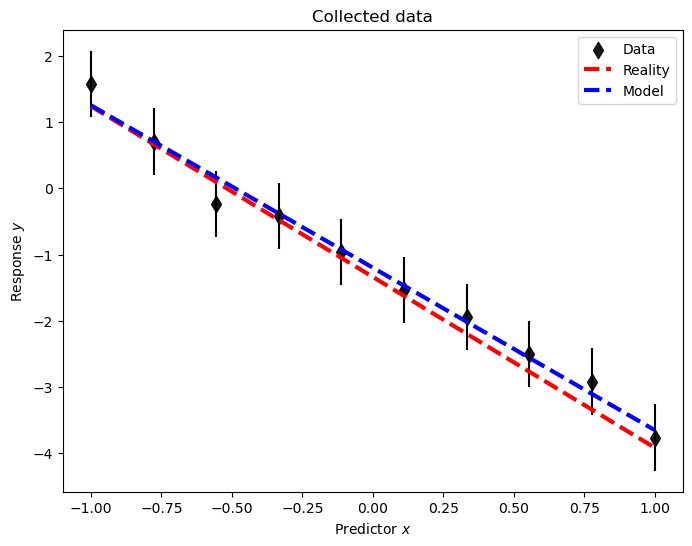 Collected data
Data
Reality
Model
2
1
0
−1
−2
−3
−4
Response y
−1.00 −0.75 −0.50 −0.25 0.00 0.25 0.50 0.75 1.00
Predictor x